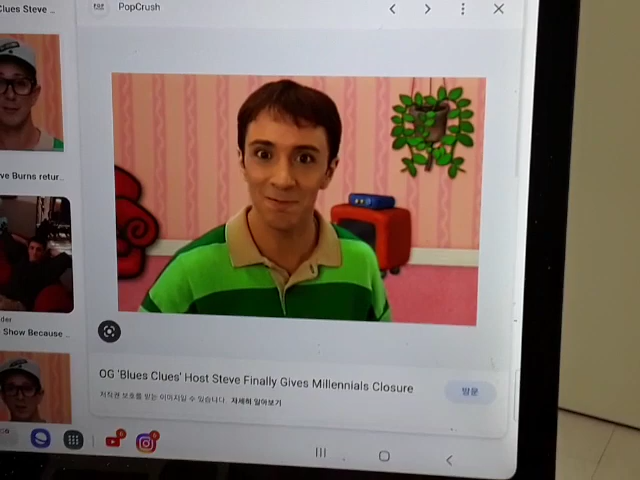 Clues Steve ..
PopCrush
ve Burns retur..
der
Show Because ..
OG 'Blues Clues' Host Steve Finally Gives Millennials Closure
방문
저작권 보호를 받는 이미지일 수 있습니다. 자세히 알아보기